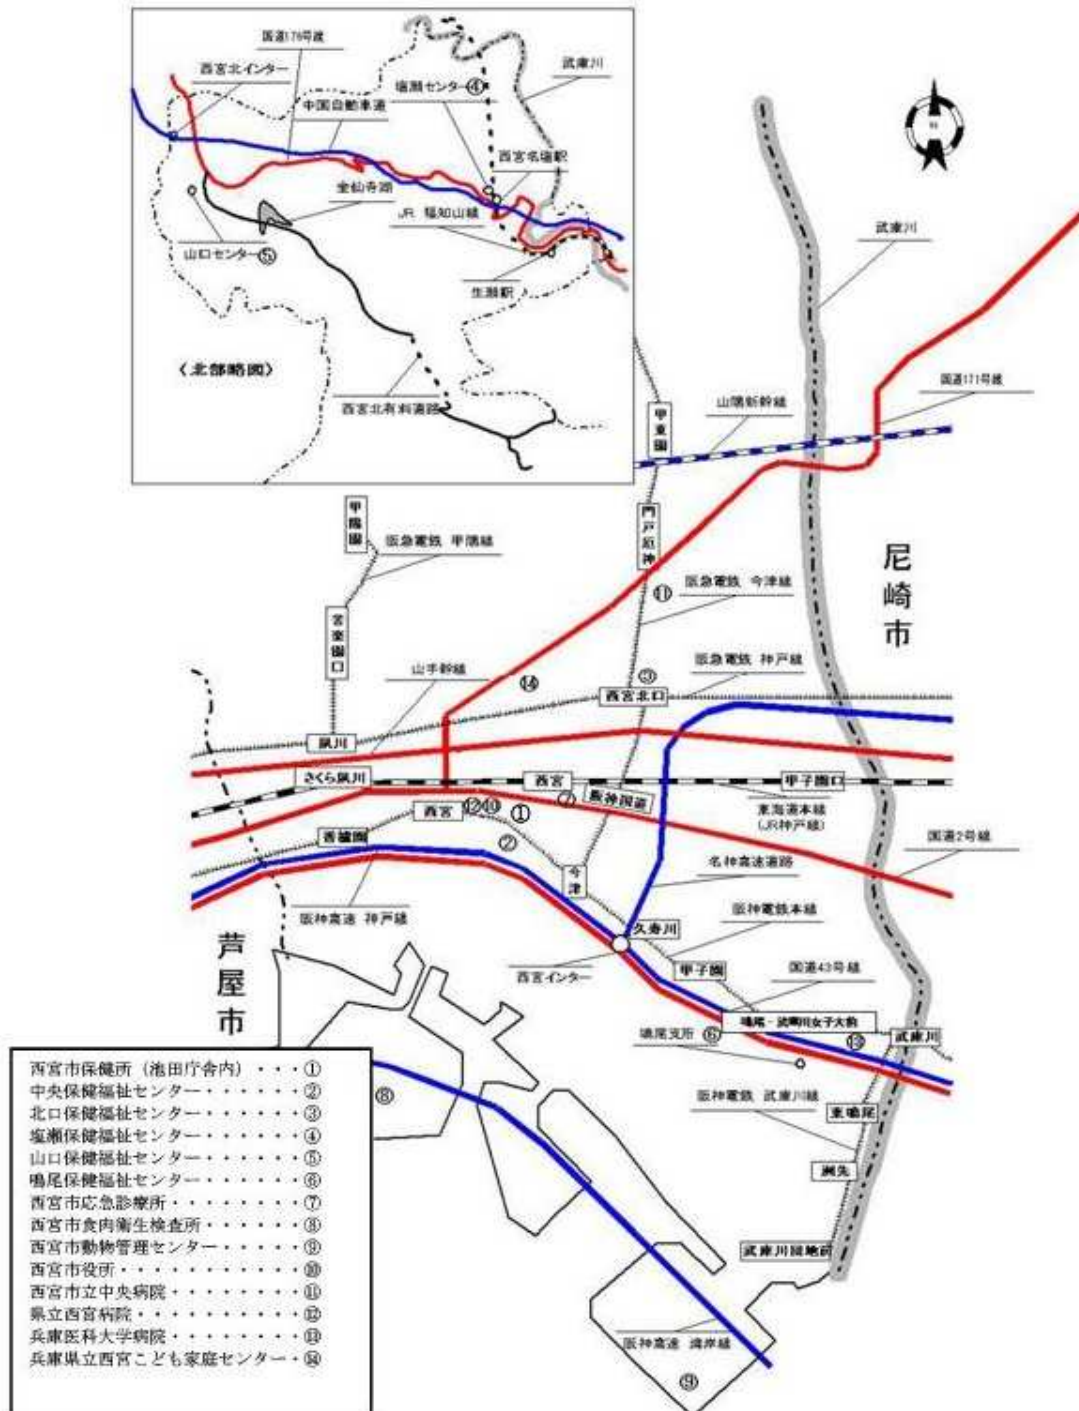 国道176号線
西宮北インター
塩瀬センター④
武庫川
中国自動車道
西宮名塩駅
金仙寺湖
JR 福知山線
山口センター⑤
生瀬駅
〈北部略図〉
西宮北有料道路
N
武庫川
国道171号線
山陽新幹線
甲東園
甲陽園
阪急電鉄 甲陽線
門戸厄神
尼崎市
阪急電鉄 今津線
⑪
苦楽園口
山手幹線
阪急電鉄 神戸線
⑭
③
西宮北口
夙川
さくら夙川
西宮
甲子園口
⑦
阪神国道
東海道本線
(JR神戸線)
西宮
⑫⑩
①
香櫨園
②
国道2号線
今津
名神高速道路
阪神高速 神戸線
久寿川
阪神電鉄本線
芦屋市
西宮インター
甲子園
国道43号線
鳴尾・武庫川女子大前
鳴尾支所⑥
⑬
武庫川
阪神電鉄 武庫川線
東鳴尾
洲先
武庫川団地前
⑧
阪神高速 湾岸線
⑨
西宮市保健所（池田庁舎内）・・・①
中央保健福祉センター・・・・・・②
北口保健福祉センター・・・・・・③
塩瀬保健福祉センター・・・・・・④
山口保健福祉センター・・・・・・⑤
鳴尾保健福祉センター・・・・・・⑥
西宮市応急診療所・・・・・・・・⑦
西宮市食肉衛生検査所・・・・・・⑧
西宮市動物管理センター・・・・・⑨
西宮市役所・・・・・・・・・・・⑩
西宮市立中央病院・・・・・・・・⑪
県立西宮病院・・・・・・・・・・⑫
兵庫医科大学病院・・・・・・・・⑬
兵庫県立西宮こども家庭センター・⑭